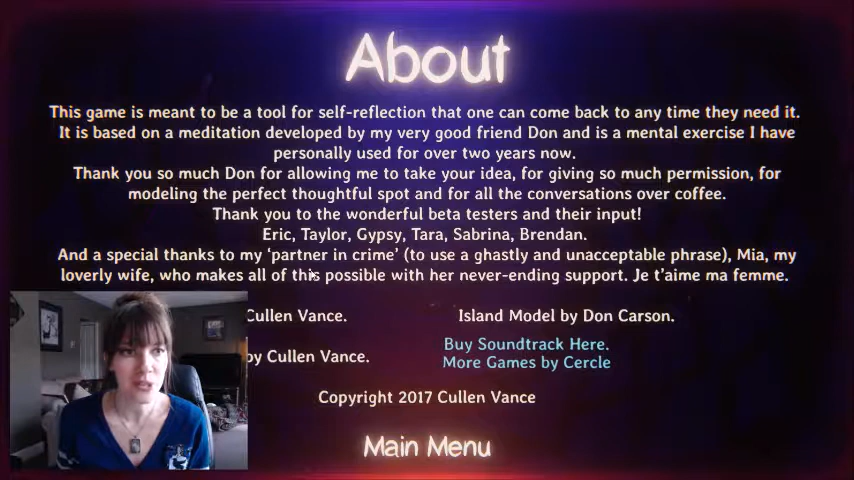 About
This game is meant to be a tool for self-reflection that one can come back to any time they need it.
It is based on a meditation developed by my very good friend Don and is a mental exercise I have
personally used for over two years now.
Thank you so much Don for allowing me to take your idea, for giving so much permission, for
modeling the perfect thoughtful spot and for all the conversations over coffee.
Thank you to the wonderful beta testers and their input!
Eric, Taylor, Gypsy, Tara, Sabrina, Brendan.
And a special thanks to my 'partner in crime' (to use a ghastly and unacceptable phrase), Mia, my
loverly wife, who makes all of this possible with her never-ending support. Je t'aime ma femme.
Cullen Vance.
Island Model by Don Carson.
by Cullen Vance.
Buy Soundtrack Here.
More Games by Cercle
Copyright 2017 Cullen Vance
Main Menu